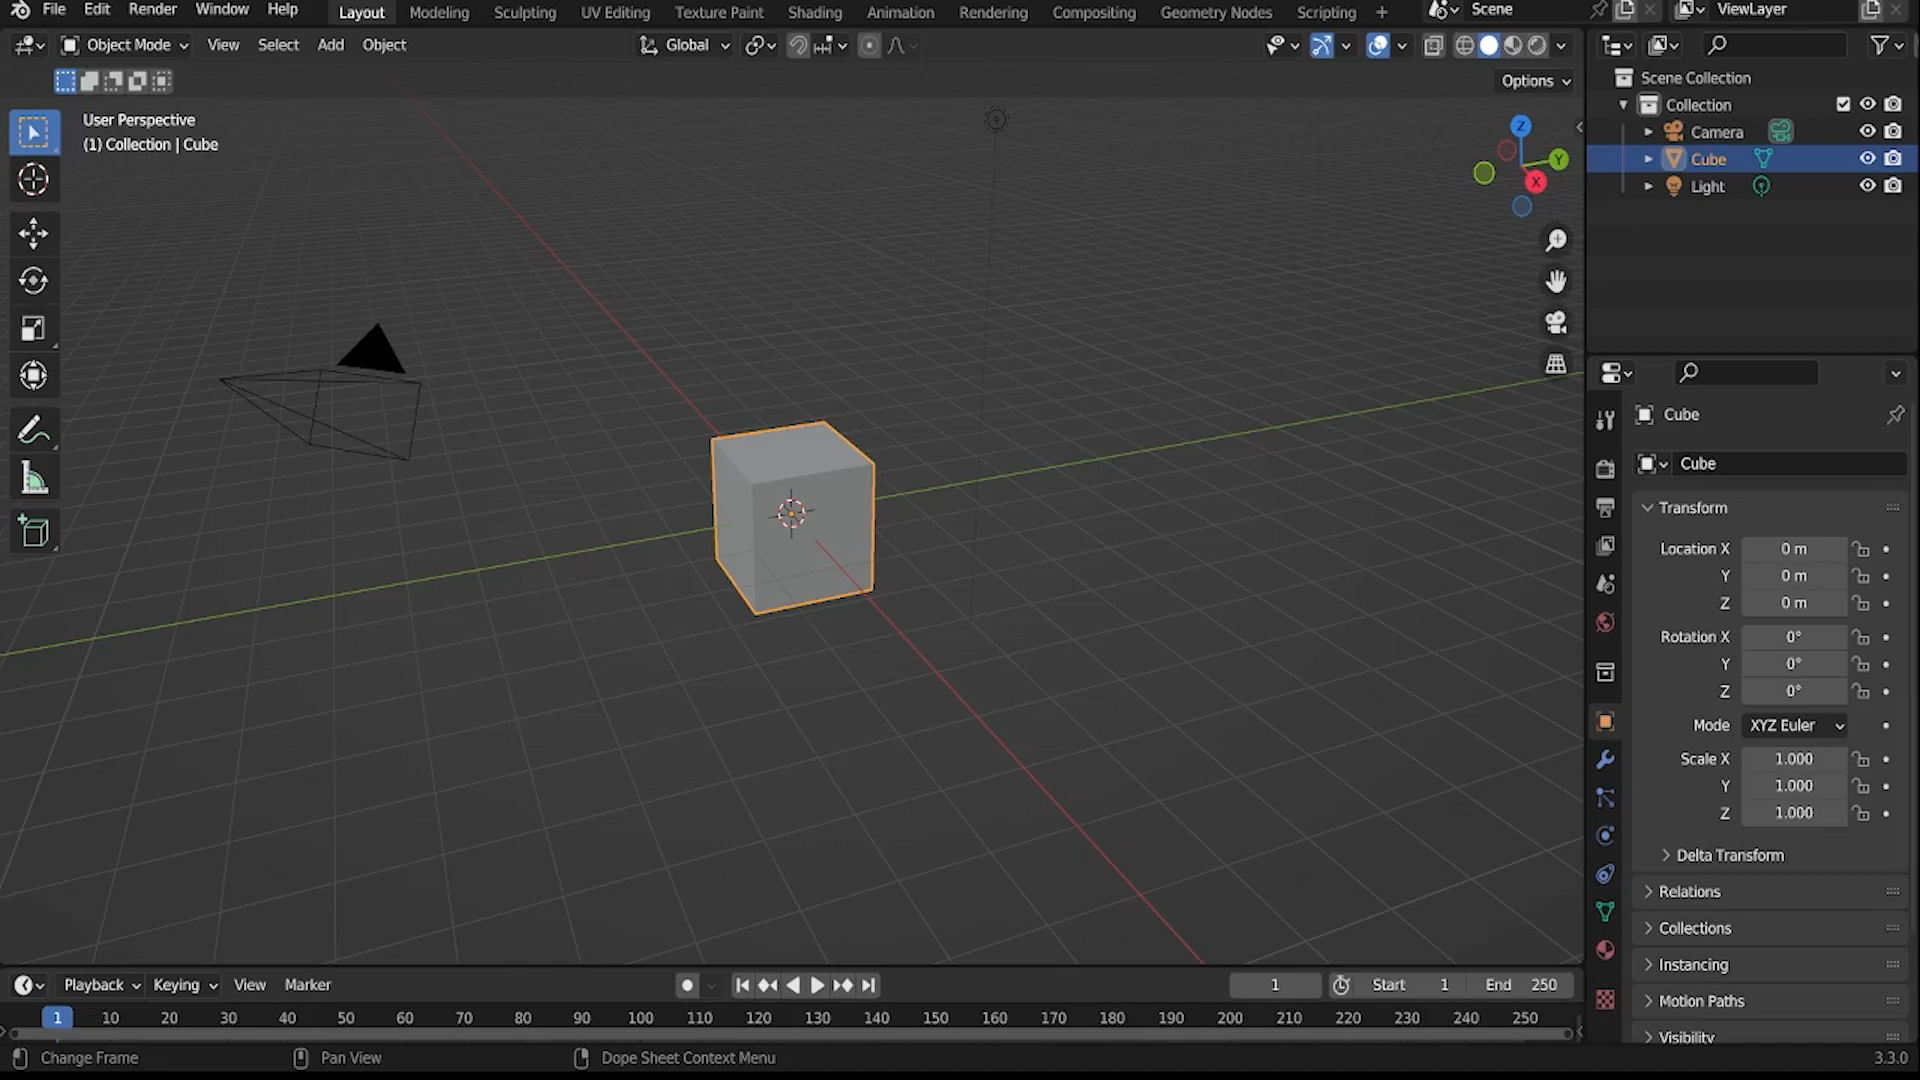 File Edit Render Window Help Layout Modeling Sculpting UV Editing Texture Paint Shading Animation Rendering Compositing Geometry Nodes Scripting + Scene ViewLayer
Object Mode View Select Add Object Global
Options
User Perspective
(1) Collection | Cube
Z
Y
X
Scene Collection
Collection
Camera
Cube
Light
Cube
Cube
Transform
Location X 0 m
Y 0 m
Z 0 m
Rotation X 0°
Y 0°
Z 0°
Mode XYZ Euler
Scale X 1.000
Y 1.000
Z 1.000
Delta Transform
Relations
Collections
Instancing
Motion Paths
Visibility
Playback Keying View Marker 1 Start 1 End 250
1 10 20 30 40 50 60 70 80 90 100 110 120 130 140 150 160 170 180 190 200 210 220 230 240 250
Change Frame Pan View Dope Sheet Context Menu 3.3.0